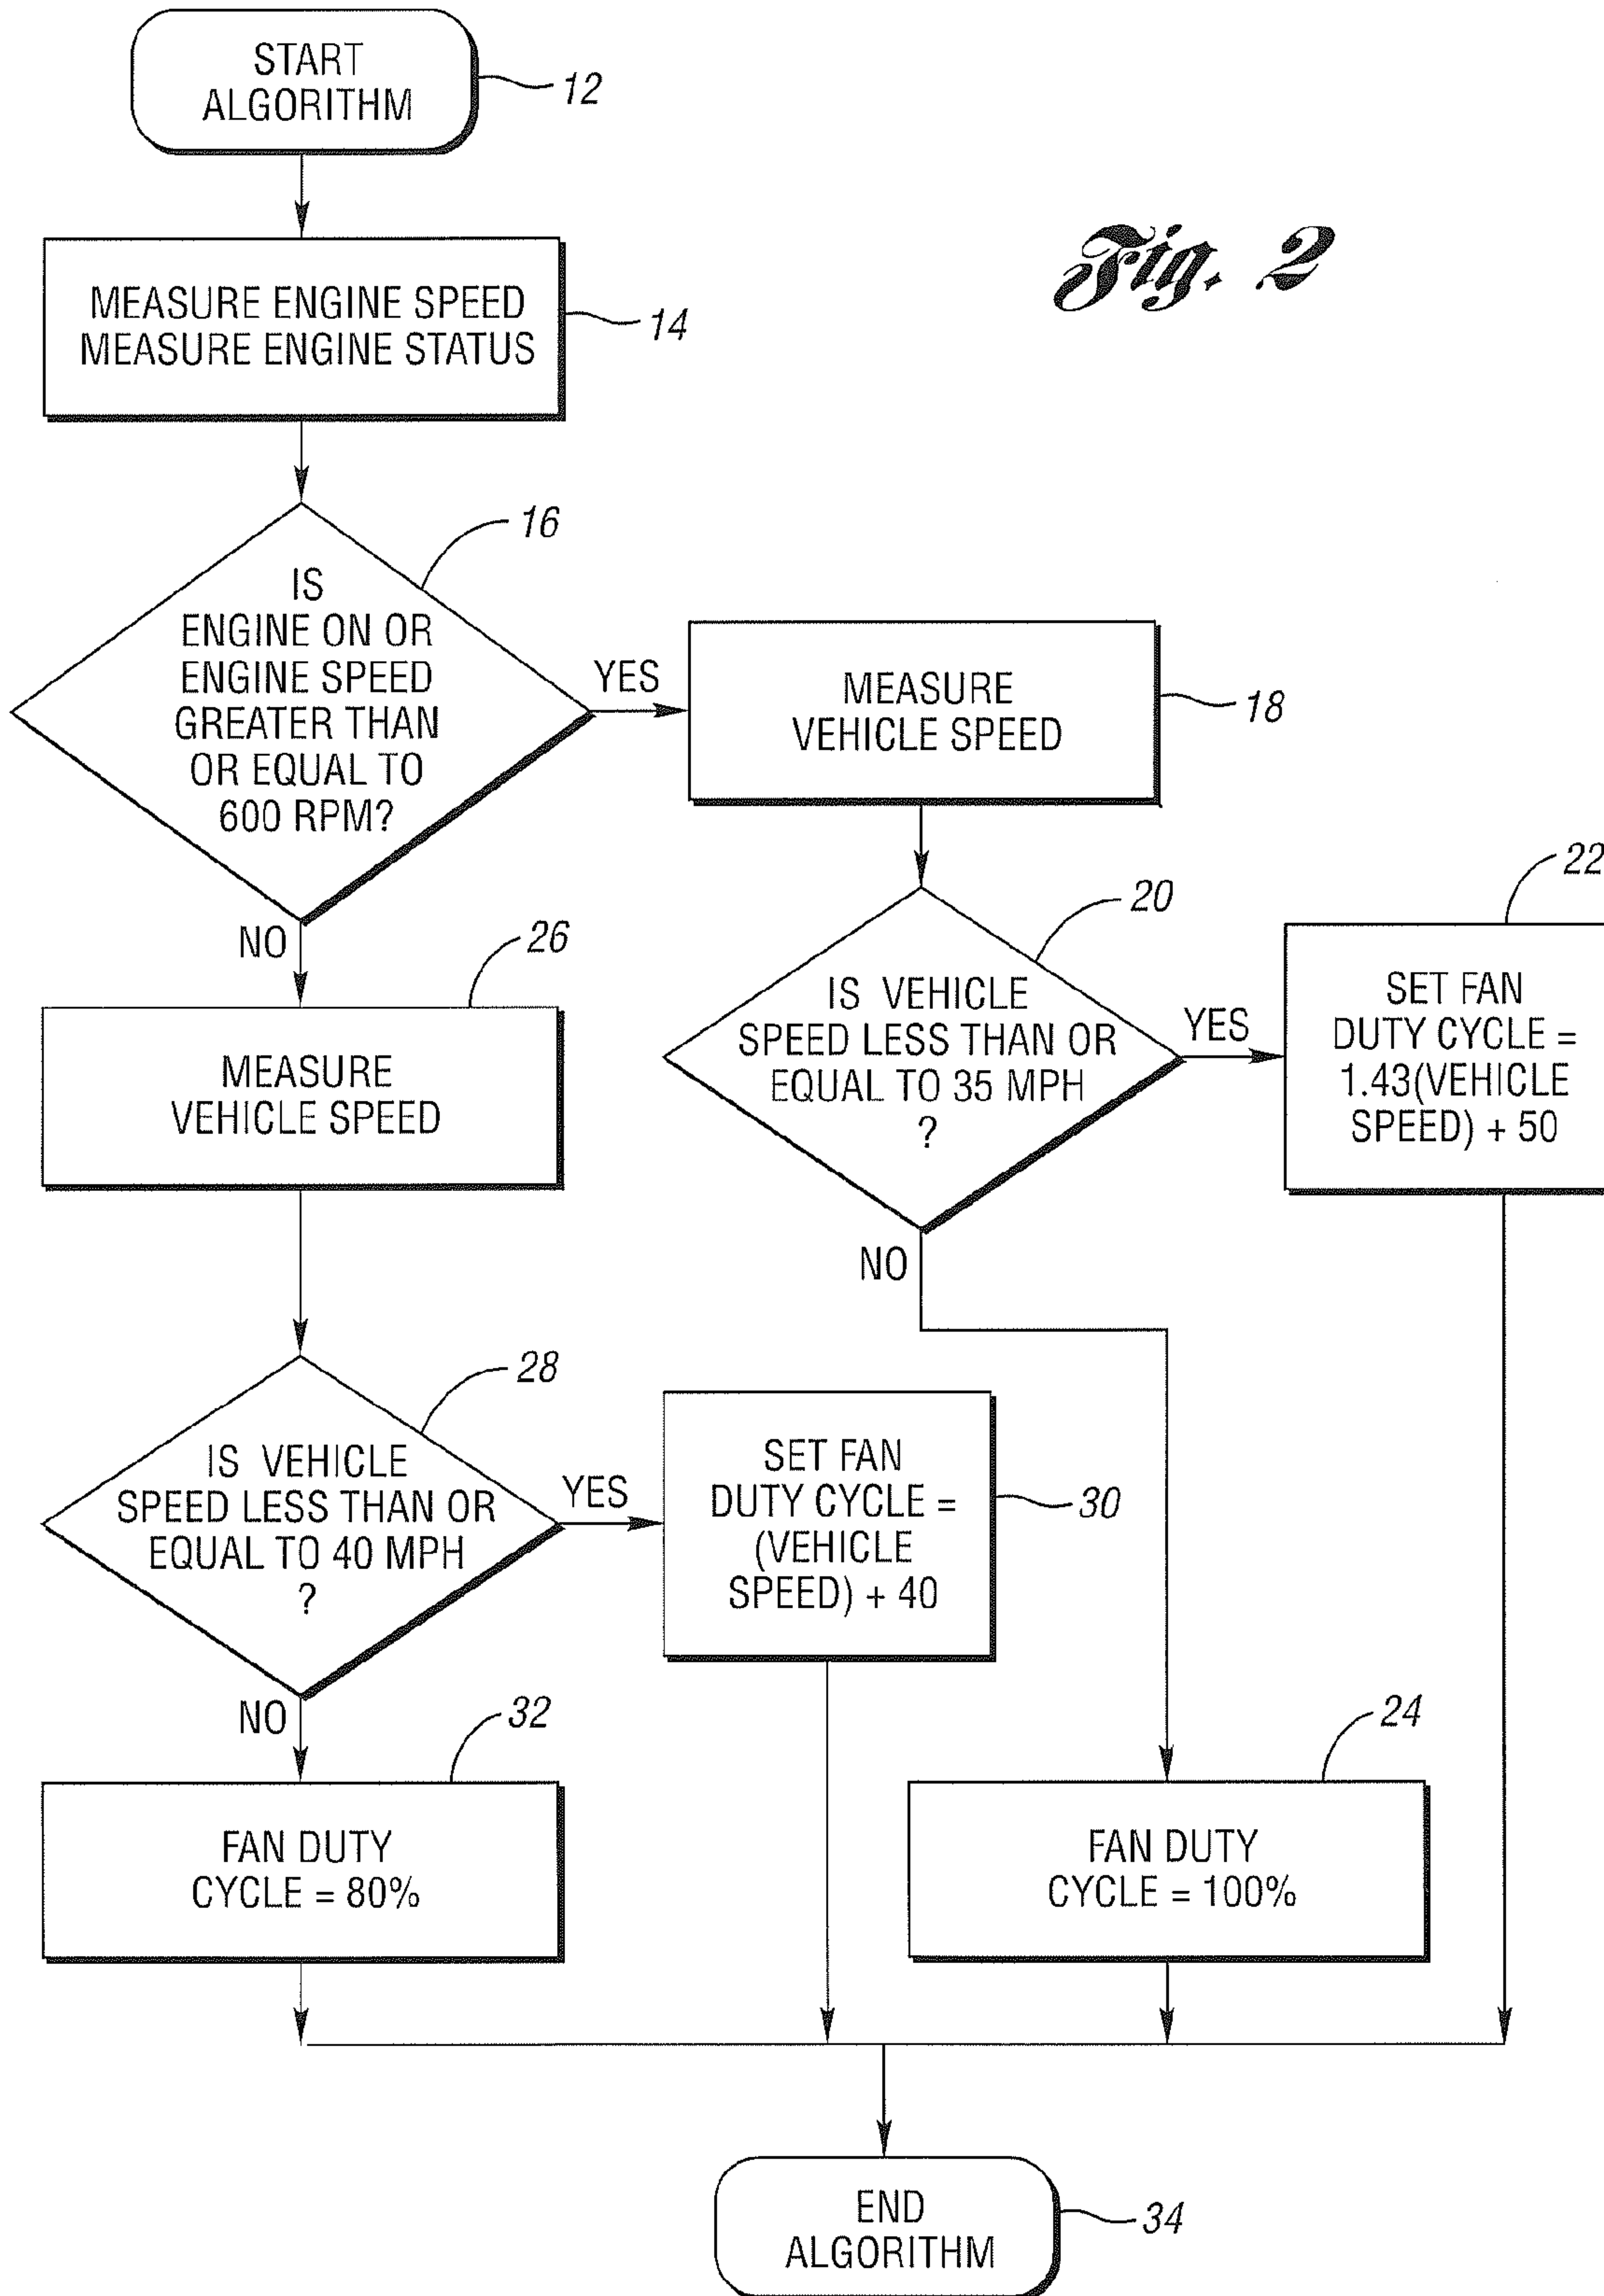 START
ALGORITHM
12
Fig. 2
MEASURE ENGINE SPEED
MEASURE ENGINE STATUS
14
16
IS
ENGINE ON OR
ENGINE SPEED
GREATER THAN
OR EQUAL TO
600 RPM?
YES
MEASURE
VEHICLE SPEED
18
NO
26
MEASURE
VEHICLE SPEED
20
IS VEHICLE
SPEED LESS THAN OR
EQUAL TO 35 MPH
?
YES
22
SET FAN
DUTY CYCLE =
1.43(VEHICLE
SPEED) + 50
NO
28
IS VEHICLE
SPEED LESS THAN OR
EQUAL TO 40 MPH
?
YES
SET FAN
DUTY CYCLE =
(VEHICLE
SPEED) + 40
30
NO
32
FAN DUTY
CYCLE = 80%
24
FAN DUTY
CYCLE = 100%
END
ALGORITHM
34